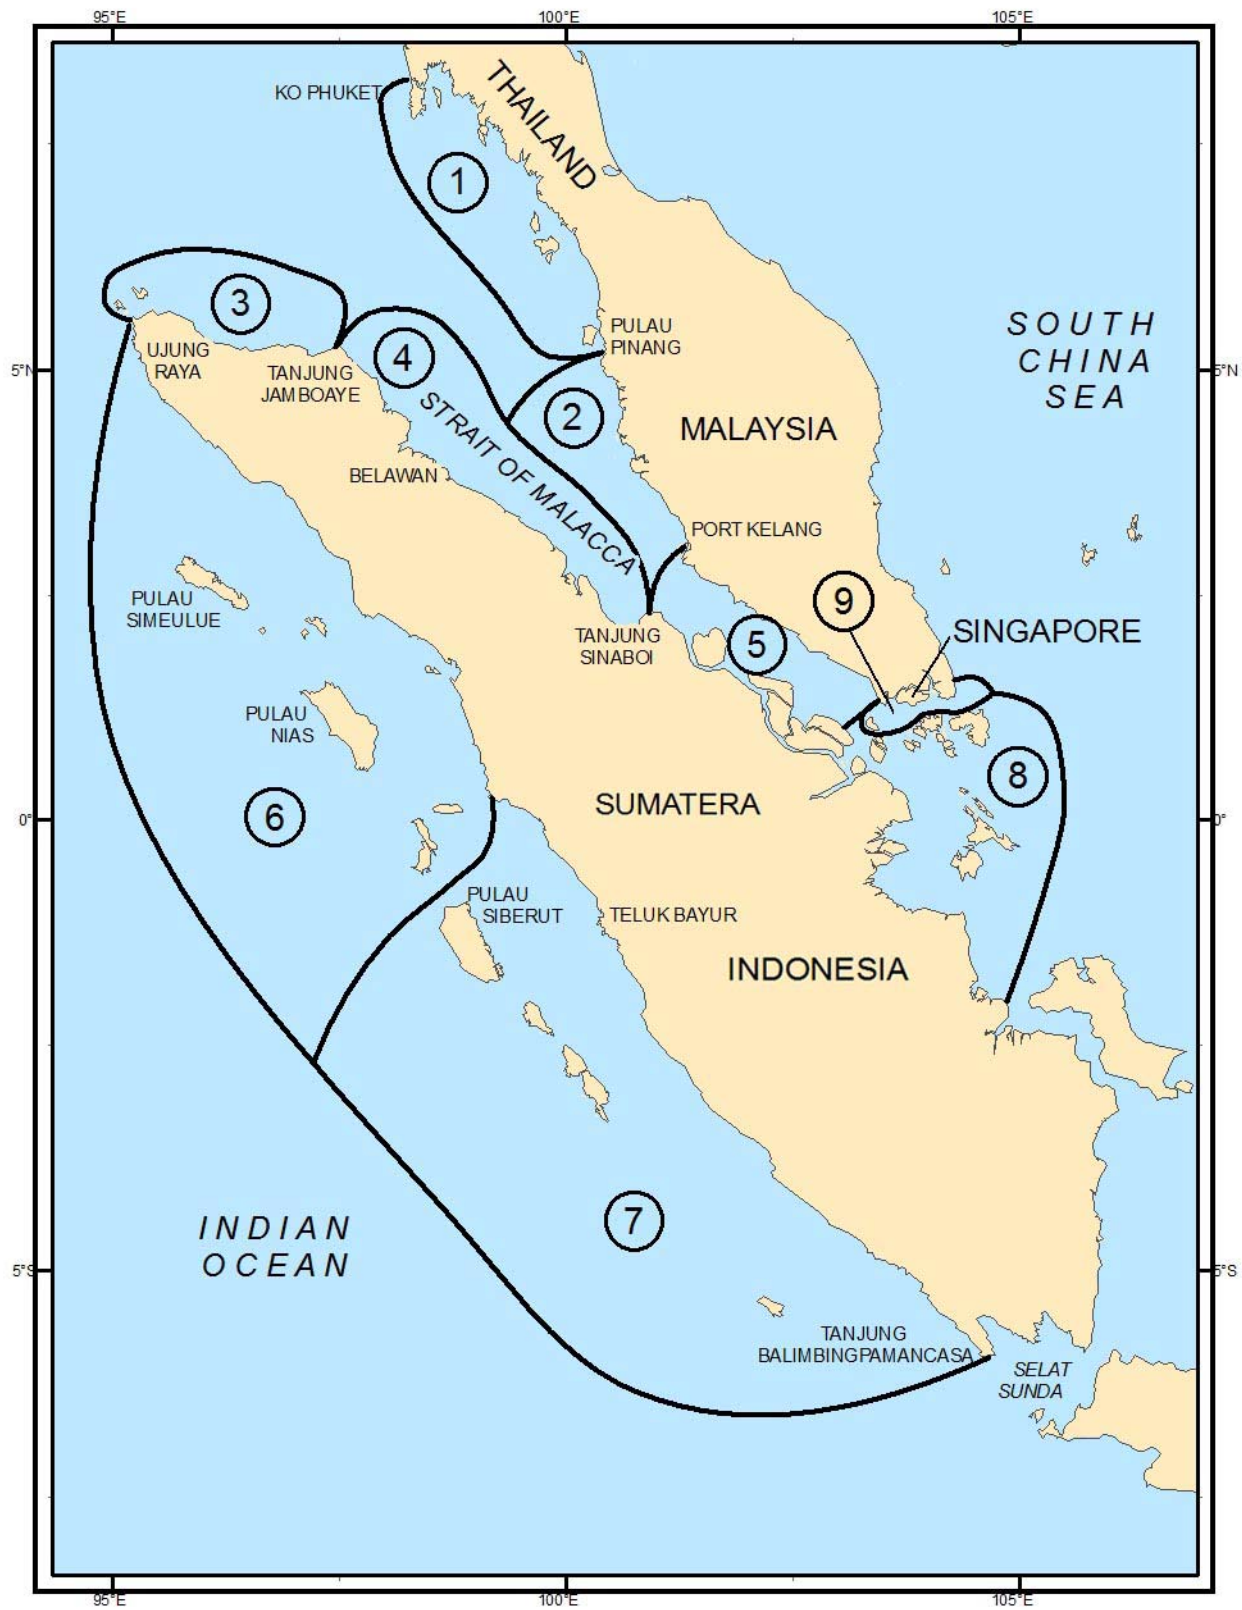 95°E
100°E
105°E
KO PHUKET
THAILAND
1
3
UJUNG
RAYA
TANJUNG
JAMBOAYE
4
PULAU
PINANG
SOUTH
CHINA
SEA
5°N
5°N
2
MALAYSIA
STRAIT OF MALACCA
BELAWAN
PORT KELANG
PULAU
SIMEULUE
9
SINGAPORE
TANJUNG
SINABOI
5
PULAU
NIAS
8
6
SUMATERA
0°
0°
PULAU
SIBERUT
TELUK BAYUR
INDONESIA
7
INDIAN
OCEAN
5°S
5°S
TANJUNG
BALIMBINGPAMANCASA
SELAT
SUNDA
95°E
100°E
105°E